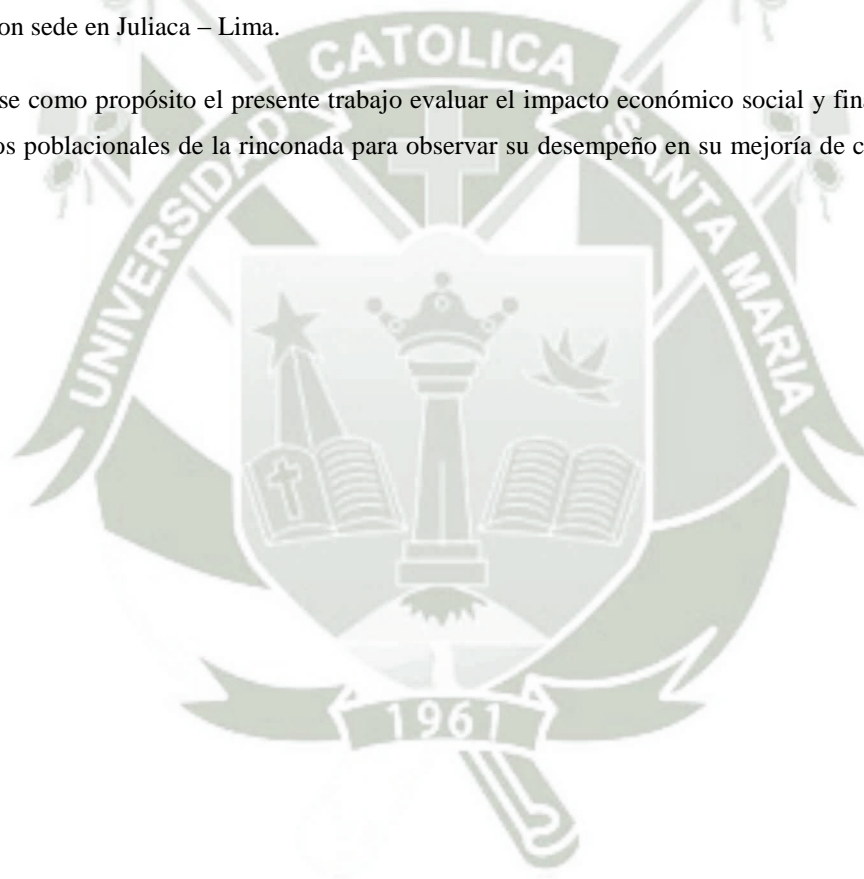 on sede en Juliaca – Lima.
se como propósito el presente trabajo evaluar el impacto económico social y fin
os poblacionales de la rinconada para observar su desempeño en su mejoría de c
UNIVERSIDAD CATOLICA SANTA MARIA
1961